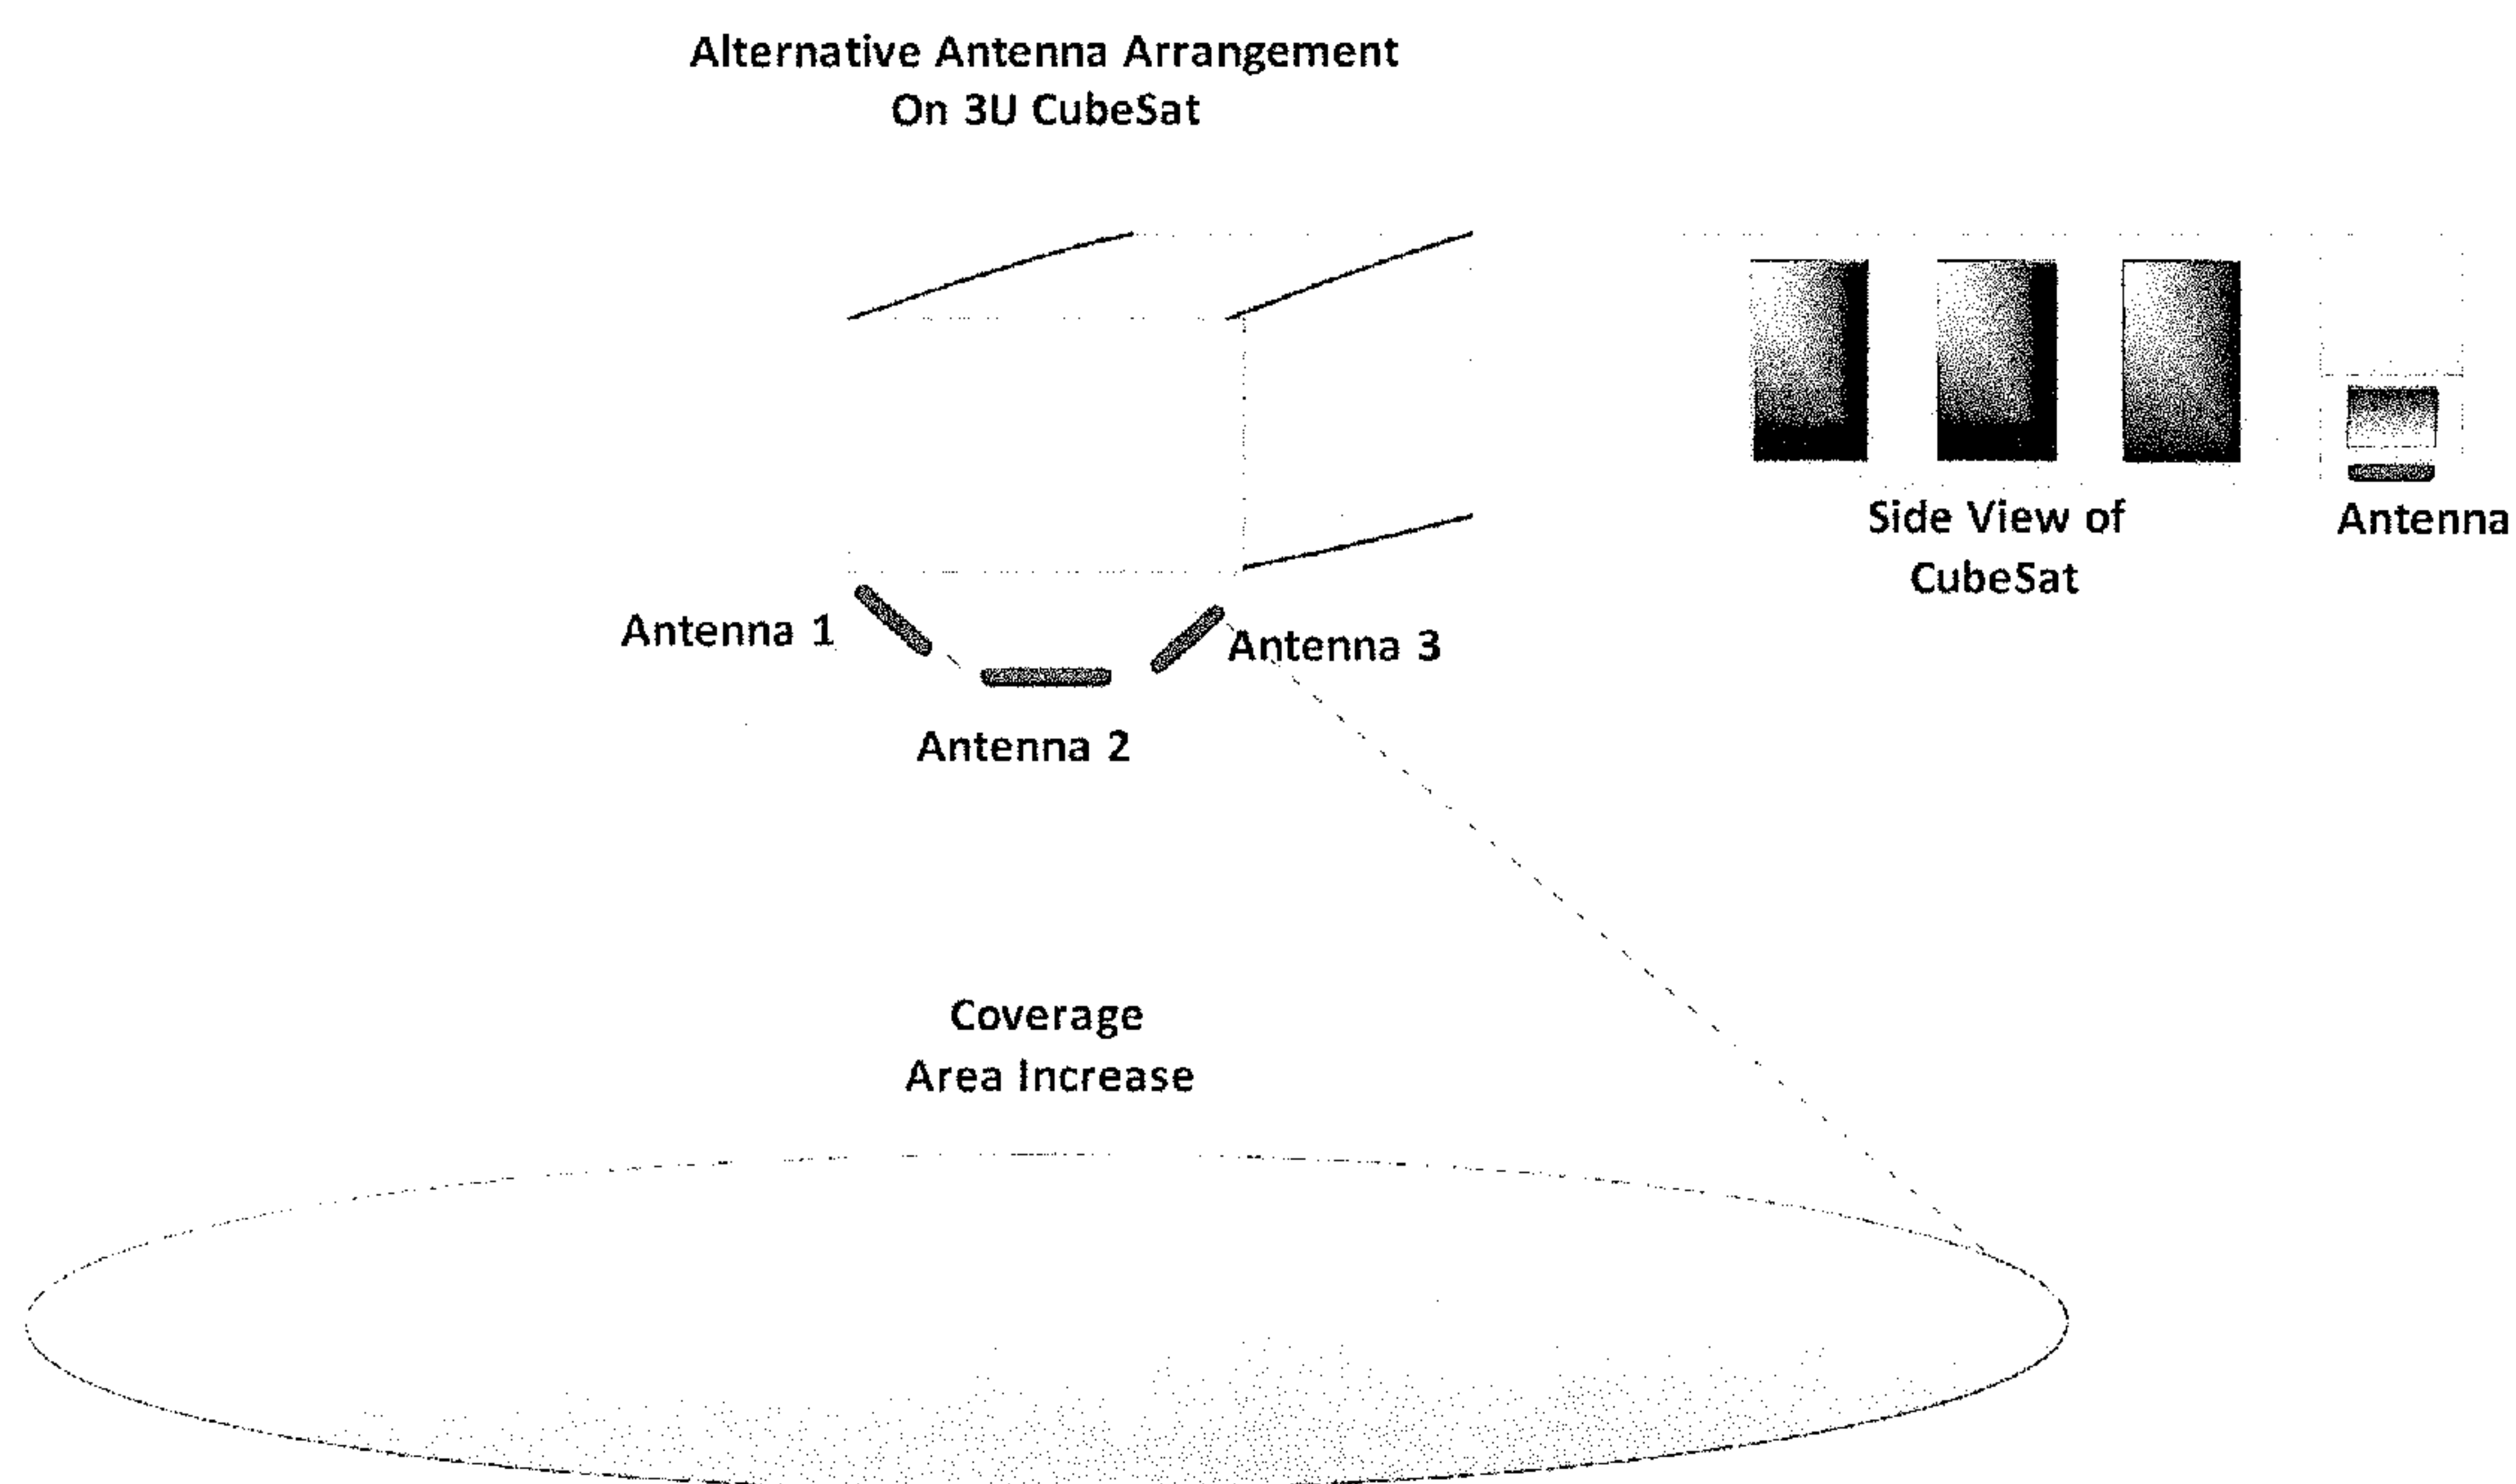 Alternative Antenna Arrangement
On 3U CubeSat
Side View of
CubeSat
Antenna
Antenna 1
Antenna 3
Antenna 2
Coverage
Area Increase